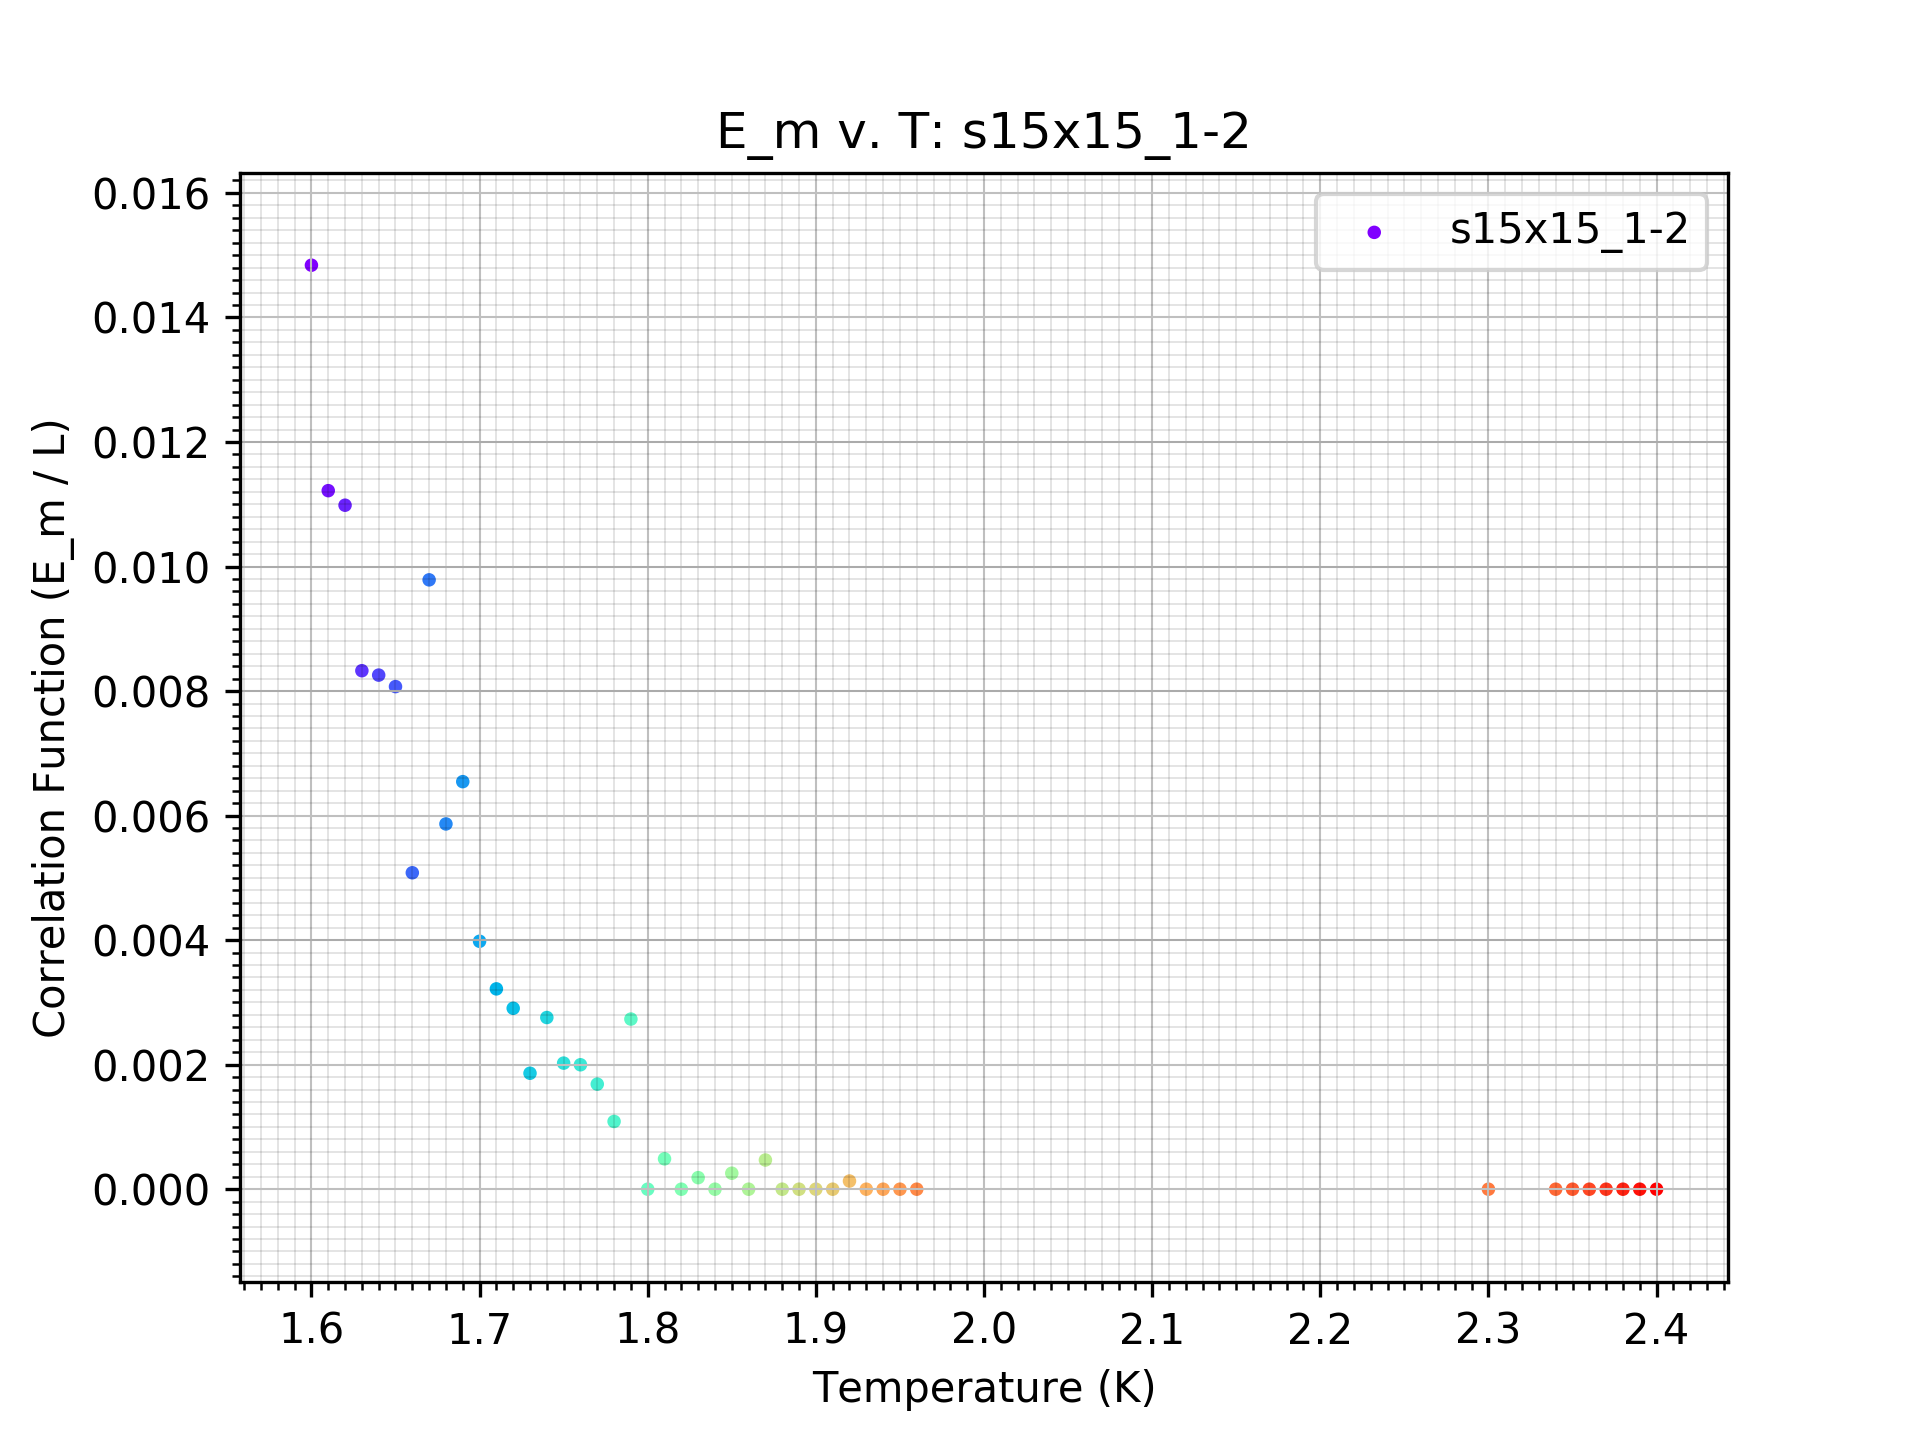 E_m v. T: s15x15_1-2
s15x15_1-2
Correlation Function (E_m / L)
0.016
0.014
0.012
0.010
0.008
0.006
0.004
0.002
0.000
1.6 1.7 1.8 1.9 2.0 2.1 2.2 2.3 2.4
Temperature (K)